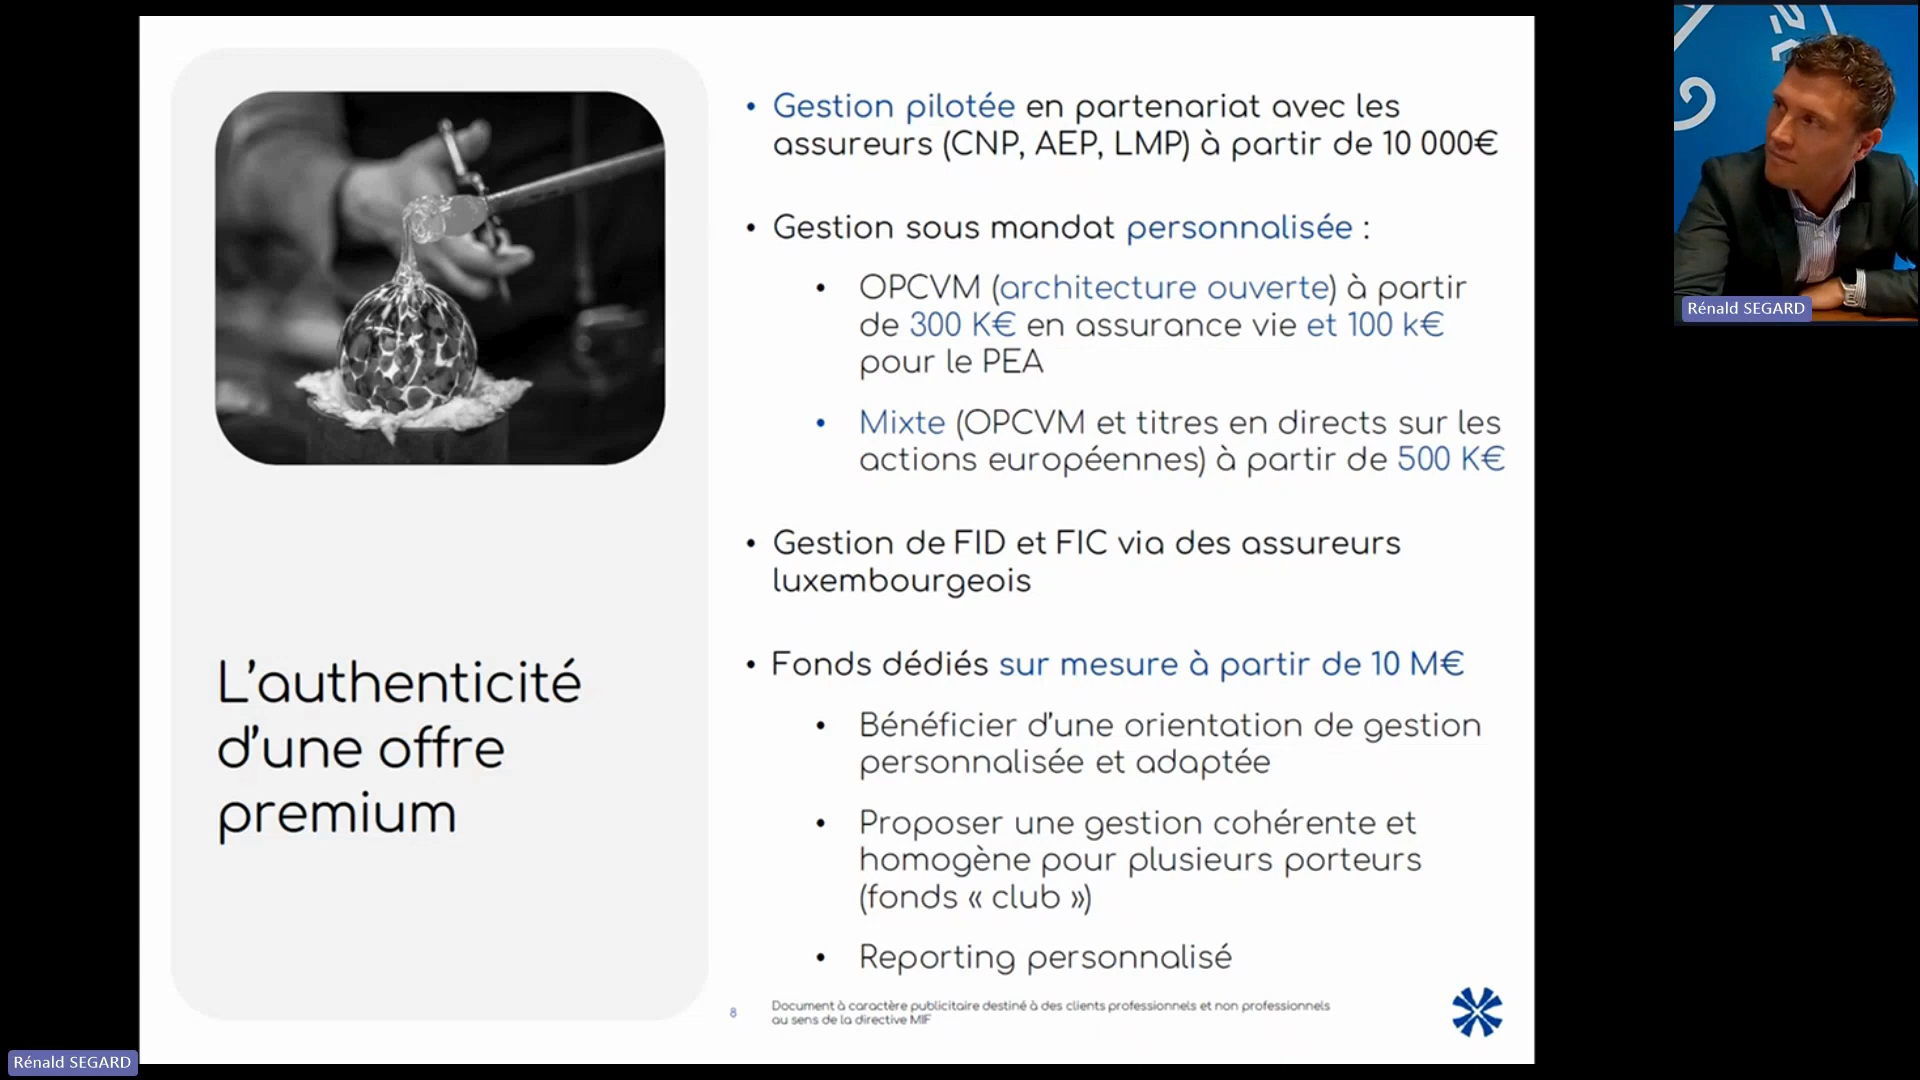 L'authenticité
d'une offre
premium
• Gestion pilotée en partenariat avec les
assureurs (CNP, AEP, LMP) à partir de 10 000€
• Gestion sous mandat personnalisée :
• OPCVM (architecture ouverte) à partir
de 300 K€ en assurance vie et 100 k€
pour le PEA
• Mixte (OPCVM et titres en directs sur les
actions européennes) à partir de 500 K€
• Gestion de FID et FIC via des assureurs
luxembourgeois
• Fonds dédiés sur mesure à partir de 10 M€
• Bénéficier d'une orientation de gestion
personnalisée et adaptée
• Proposer une gestion cohérente et
homogène pour plusieurs porteurs
(fonds « club »)
• Reporting personnalisé
8
Document à caractère publicitaire destiné à des clients professionnels et non professionnels
au sens de la directive MIF
Rénald SEGARD
Rénald SEGARD